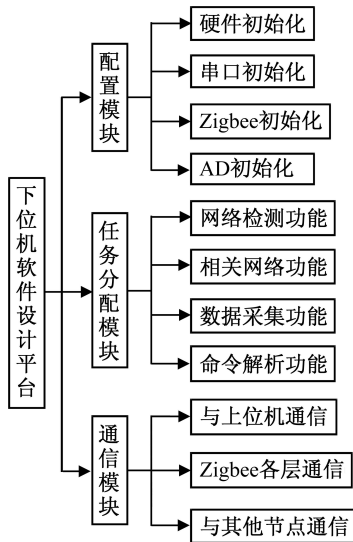 下位机软件设计平台
配置模块
硬件初始化
串口初始化
Zigbee初始化
AD初始化
任务分配模块
网络检测功能
相关网络功能
数据采集功能
命令解析功能
通信模块
与上位机通信
Zigbee各层通信
与其他节点通信